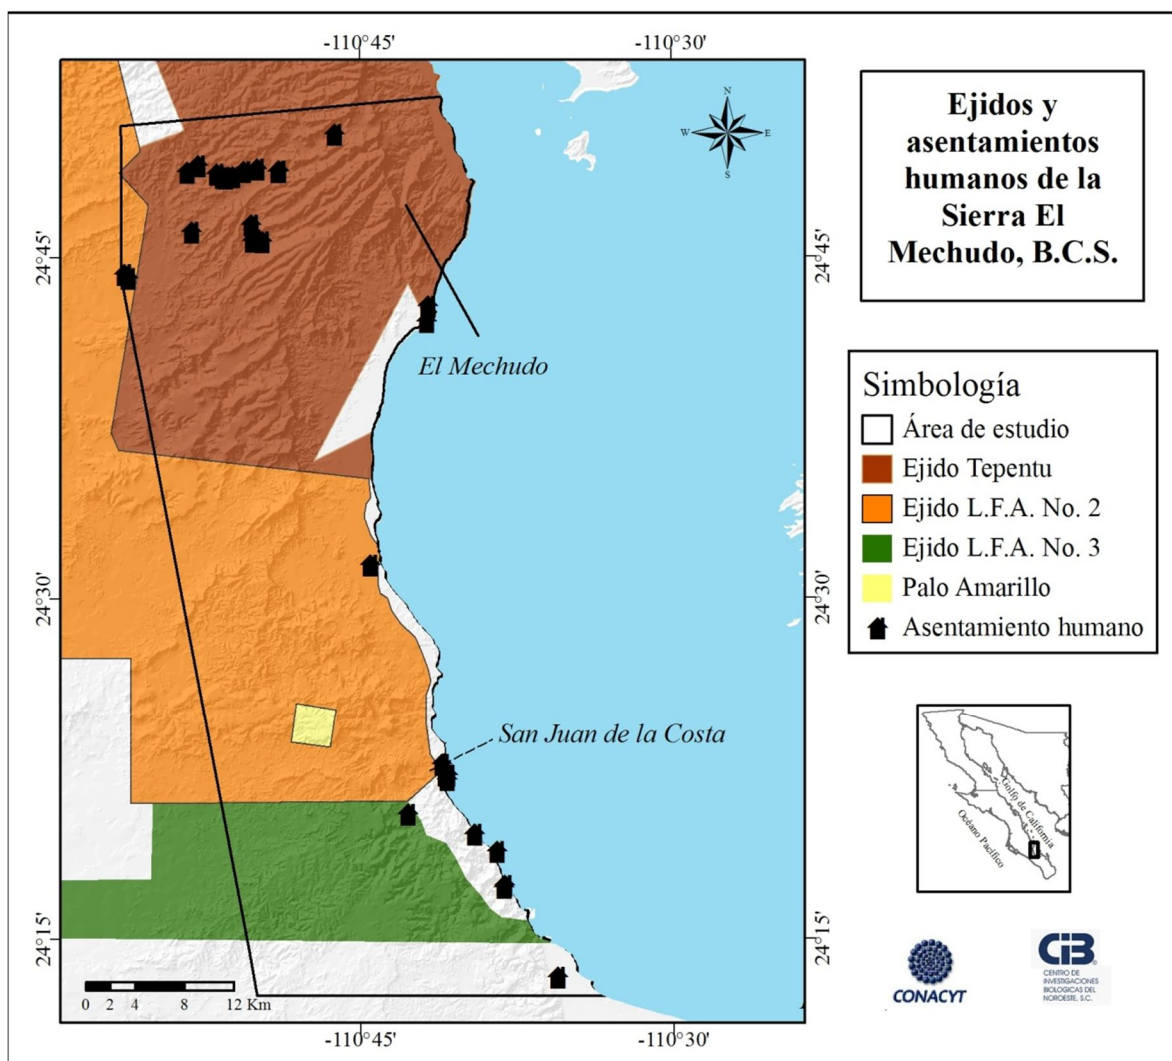 -110°45'
-110°30'
24°45'
24°45'
24°30'
24°30'
24°15'
24°15'
-110°45'
-110°30'
N
W
E
S
El Mechudo
San Juan de la Costa
0 2 4 8 12 Km
Ejidos y
asentamientos
humanos de la
Sierra El
Mechudo, B.C.S.
Simbología
Área de estudio
Ejido Tepentu
Ejido L.F.A. No. 2
Ejido L.F.A. No. 3
Palo Amarillo
Asentamiento humano
Golfo de California
Océano Pacífico
CONACYT
CiB
CENTRO DE
INVESTIGACIONES
BIOLOGICAS DEL
NOROESTE, S.C.